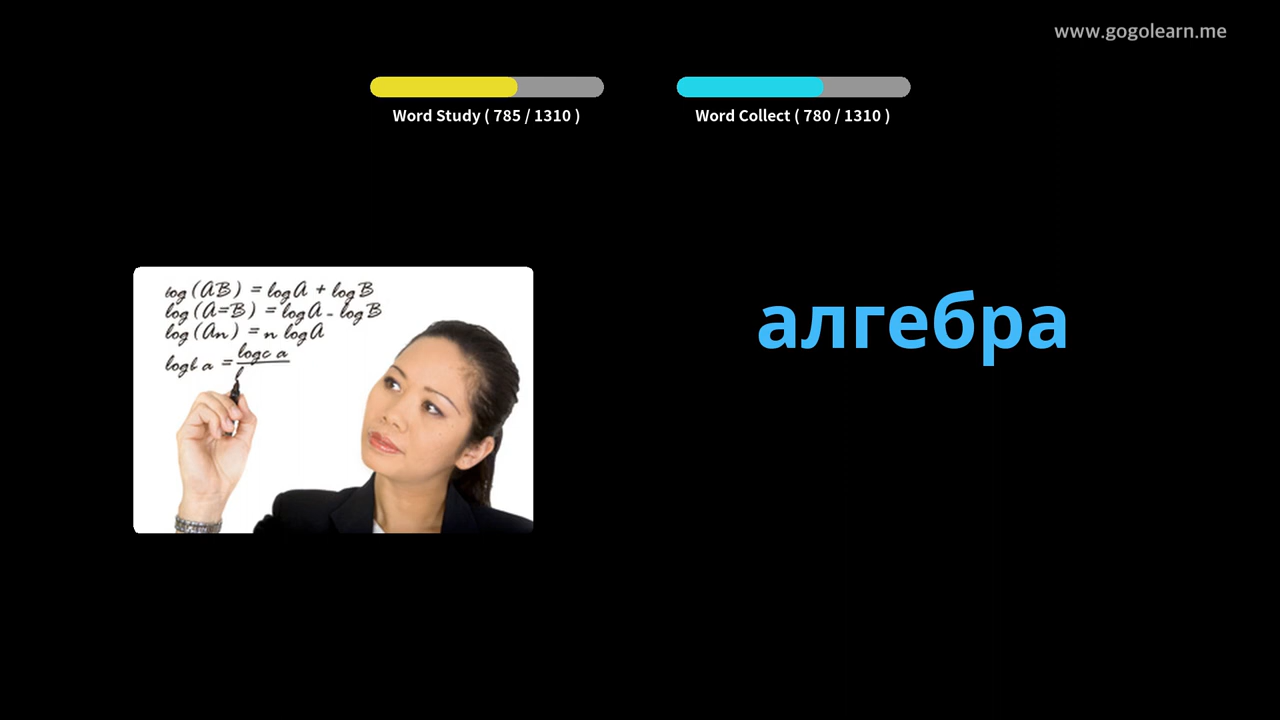 www.gogolearn.me
Word Study ( 785 / 1310 )
Word Collect ( 780 / 1310 )
log (AB) = log A + log B
log (A=B) = log A - log B
log (An) = n log A
logb a = logc a
алгебра